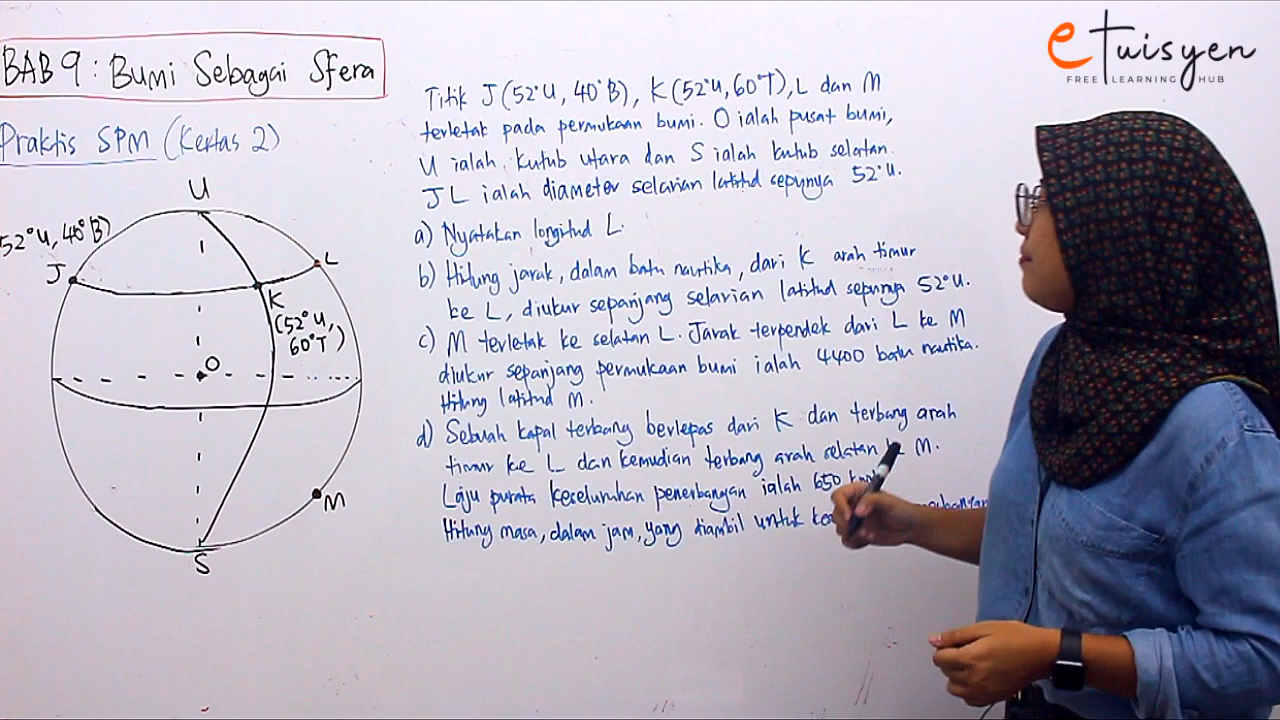 BAB 9 : Bumi Sebagai Sfera
Praktis SPM (Kertas 2)
e Tuisyen
FREE LEARNING HUB
U
52°U, 40°B)
J
L
K
(52°U,
60°T)
O
M
S
Titik J(52°U, 40°B), K(52°U, 60°T), L dan M
terletak pada permukaan bumi. O ialah pusat bumi,
U ialah kutub utara dan S ialah kutub selatan.
JL ialah diameter selarian latitud sepunya 52°U.
a) Nyatakan longitud L.
b) Hitung jarak, dalam batu nautika, dari K arah timur
ke L, diukur sepanjang selarian latitud sepunya 52°U.
c) M terletak ke selatan L. Jarak terpendek dari L ke M
diukur sepanjang permukaan bumi ialah 4400 batu nautika.
Hitung latitud M.
d) Sebuah kapal terbang berlepas dari K dan terbang arah
timur ke L dan kemudian terbang arah selatan M.
Laju purata keseluruhan penerbangan ialah 650
Hitung masa, dalam jam, yang diambil untuk